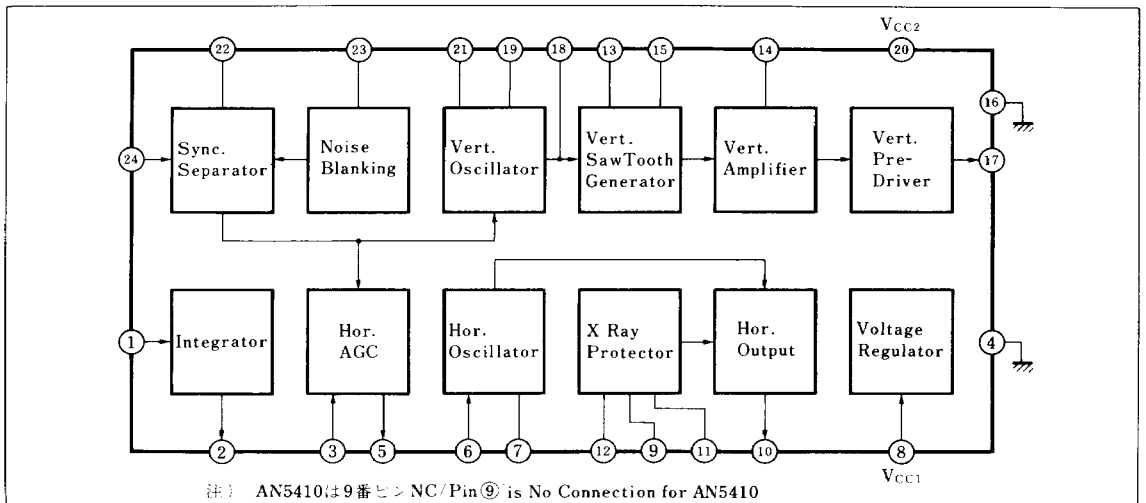 22 23 21 19 18 13 15 14 VCC2 20
16
24 Sync. Separator
Noise Blanking
Vert. Oscillator
Vert. SawTooth Generator
Vert. Amplifier
Vert. Pre-Driver
17
1 Integrator
Hor. AGC
Hor. Oscillator
X Ray Protector
Hor. Output
Voltage Regulator
4
2 3 5 6 7 12 9 11 10 8
VCC1
注) AN5410は9番ピンNC/Pin⑨ is No Connection for AN5410